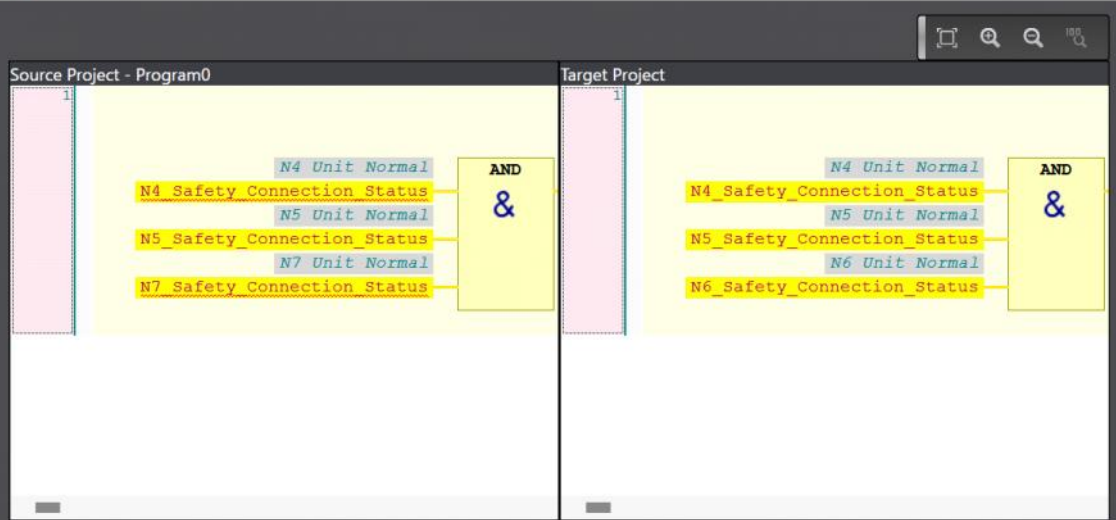 100
Source Project - Program0
1
N4 Unit Normal
N4_Safety_Connection_Status
N5 Unit Normal
N5_Safety_Connection_Status
N7 Unit Normal
N7_Safety_Connection_Status
AND
&
Target Project
1
N4 Unit Normal
N4_Safety_Connection_Status
N5 Unit Normal
N5_Safety_Connection_Status
N6 Unit Normal
N6_Safety_Connection_Status
AND
&